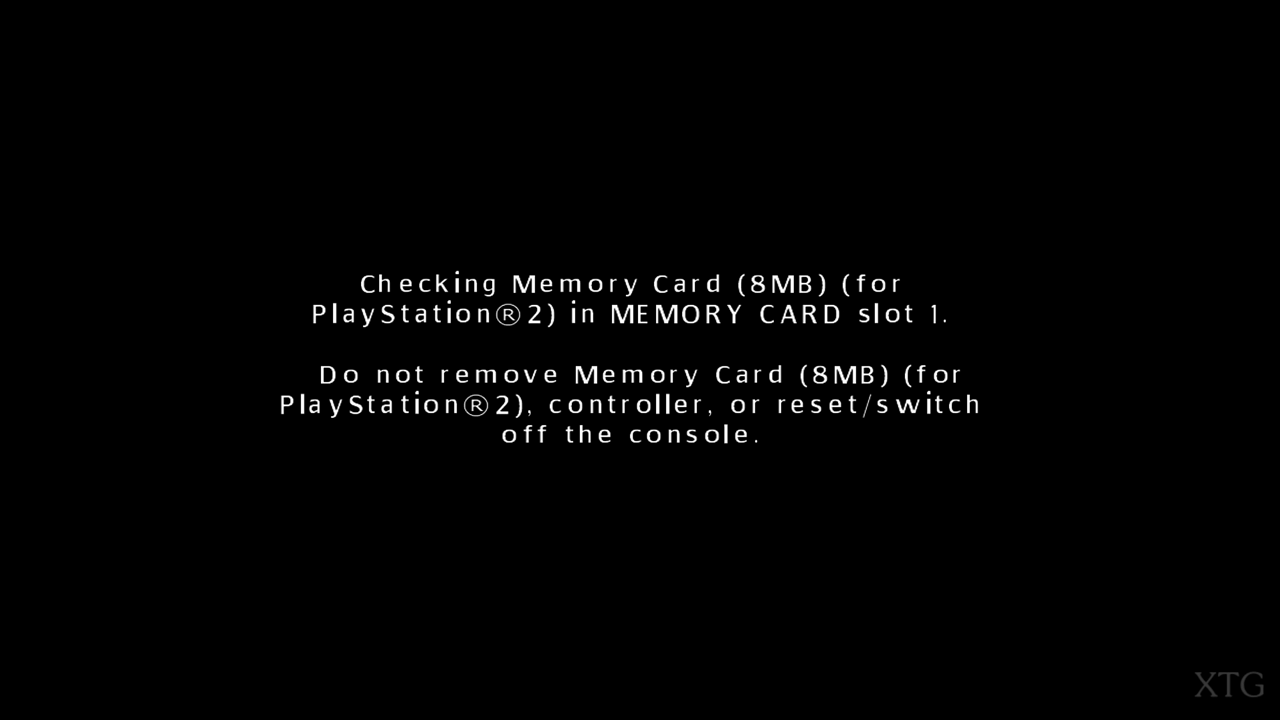 Checking Memory Card (8MB) (for
PlayStation®2) in MEMORY CARD slot 1.
Do not remove Memory Card (8MB) (for
PlayStation®2), controller, or reset/switch
off the console.
XTG